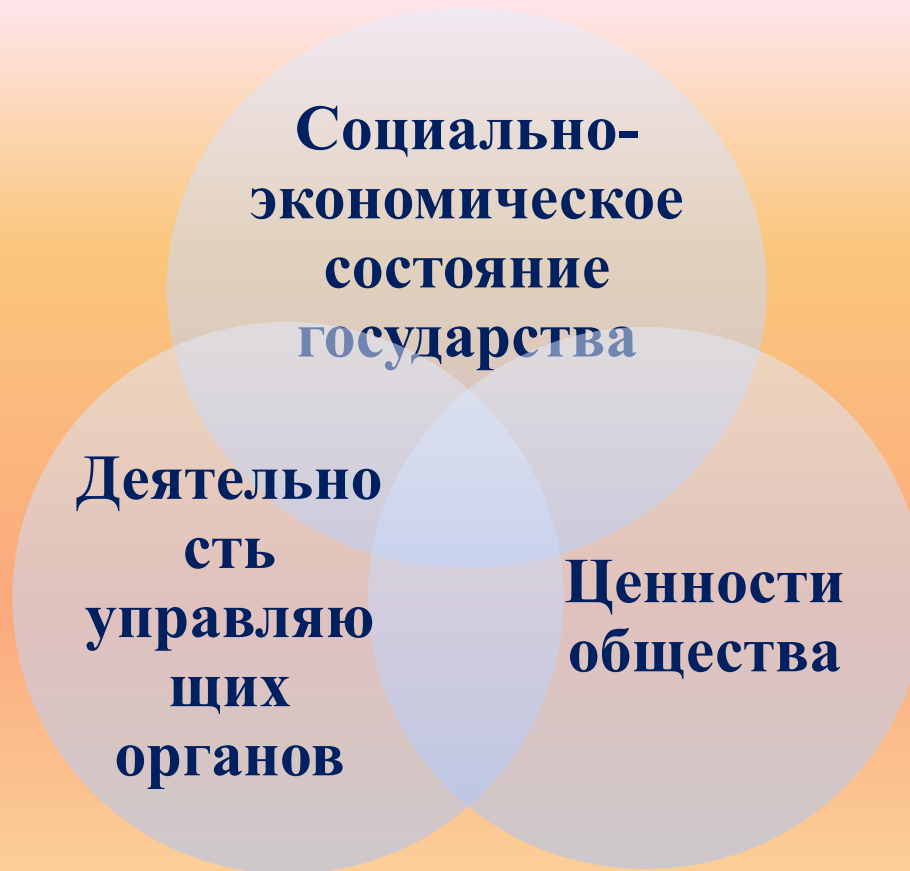 Социально-
экономическое
состояние
государства
Деятельно
сть
управляю
щих
органов
Ценности
общества